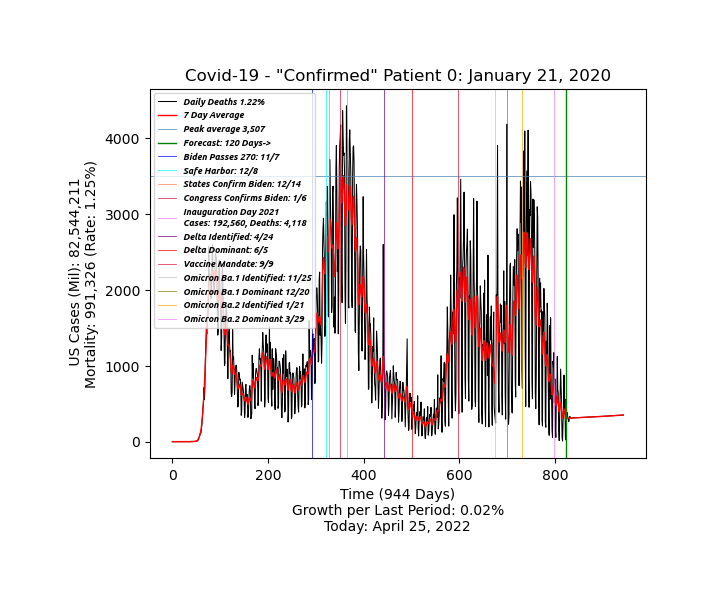 Covid-19 - "Confirmed" Patient 0: January 21, 2020
Daily Deaths 1.22%
7 Day Average
Peak average 3,507
Forecast: 120 Days->
Biden Passes 270: 11/7
Safe Harbor: 12/8
States Confirm Biden: 12/14
Congress Confirms Biden: 1/6
Inauguration Day 2021
Cases: 192,560, Deaths: 4,118
Delta Identified: 4/24
Delta Dominant: 6/5
Vaccine Mandate: 9/9
Omicron Ba.1 Identified: 11/25
Omicron Ba.1 Dominant 12/20
Omicron Ba.2 Identified 1/21
Omicron Ba.2 Dominant 3/29
US Cases (Mil): 82,544,211
Mortality: 991,326 (Rate: 1.25%)
4000
3000
2000
1000
0
0 200 400 600 800
Time (944 Days)
Growth per Last Period: 0.02%
Today: April 25, 2022